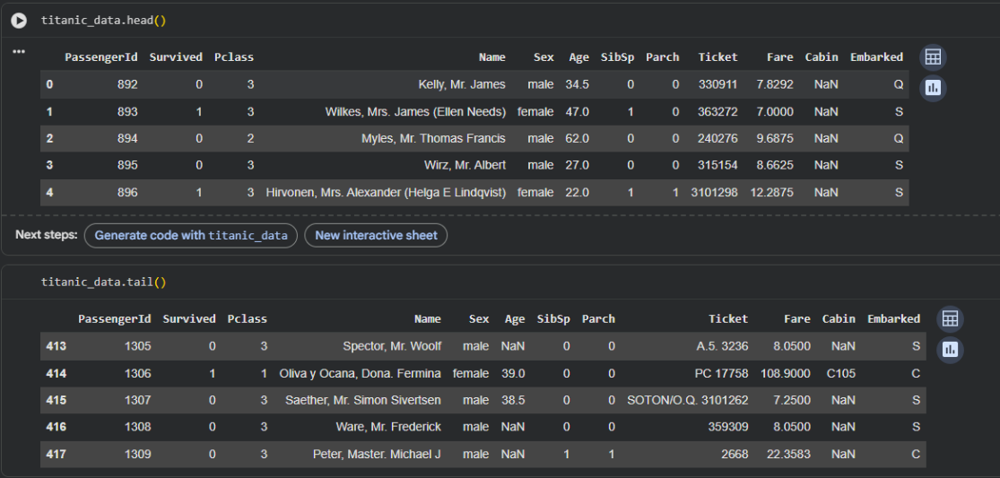 titanic_data.head()
PassengerId Survived Pclass Name Sex Age SibSp Parch Ticket Fare Cabin Embarked
0 892 0 3 Kelly, Mr. James male 34.5 0 0 330911 7.8292 NaN Q
1 893 1 3 Wilkes, Mrs. James (Ellen Needs) female 47.0 1 0 363272 7.0000 NaN S
2 894 0 2 Myles, Mr. Thomas Francis male 62.0 0 0 240276 9.6875 NaN Q
3 895 0 3 Wirz, Mr. Albert male 27.0 0 0 315154 8.6625 NaN S
4 896 1 3 Hirvonen, Mrs. Alexander (Helga E Lindqvist) female 22.0 1 1 3101298 12.2875 NaN S
Next steps: Generate code with titanic_data New interactive sheet
titanic_data.tail()
PassengerId Survived Pclass Name Sex Age SibSp Parch Ticket Fare Cabin Embarked
413 1305 0 3 Spector, Mr. Woolf male NaN 0 0 A.5. 3236 8.0500 NaN S
414 1306 1 1 Oliva y Ocana, Dona. Fermina female 39.0 0 0 PC 17758 108.9000 C105 C
415 1307 0 3 Saether, Mr. Simon Sivertsen male 38.5 0 0 SOTON/O.Q. 3101262 7.2500 NaN S
416 1308 0 3 Ware, Mr. Frederick male NaN 0 0 359309 8.0500 NaN S
417 1309 0 3 Peter, Master. Michael J male NaN 1 1 2668 22.3583 NaN C